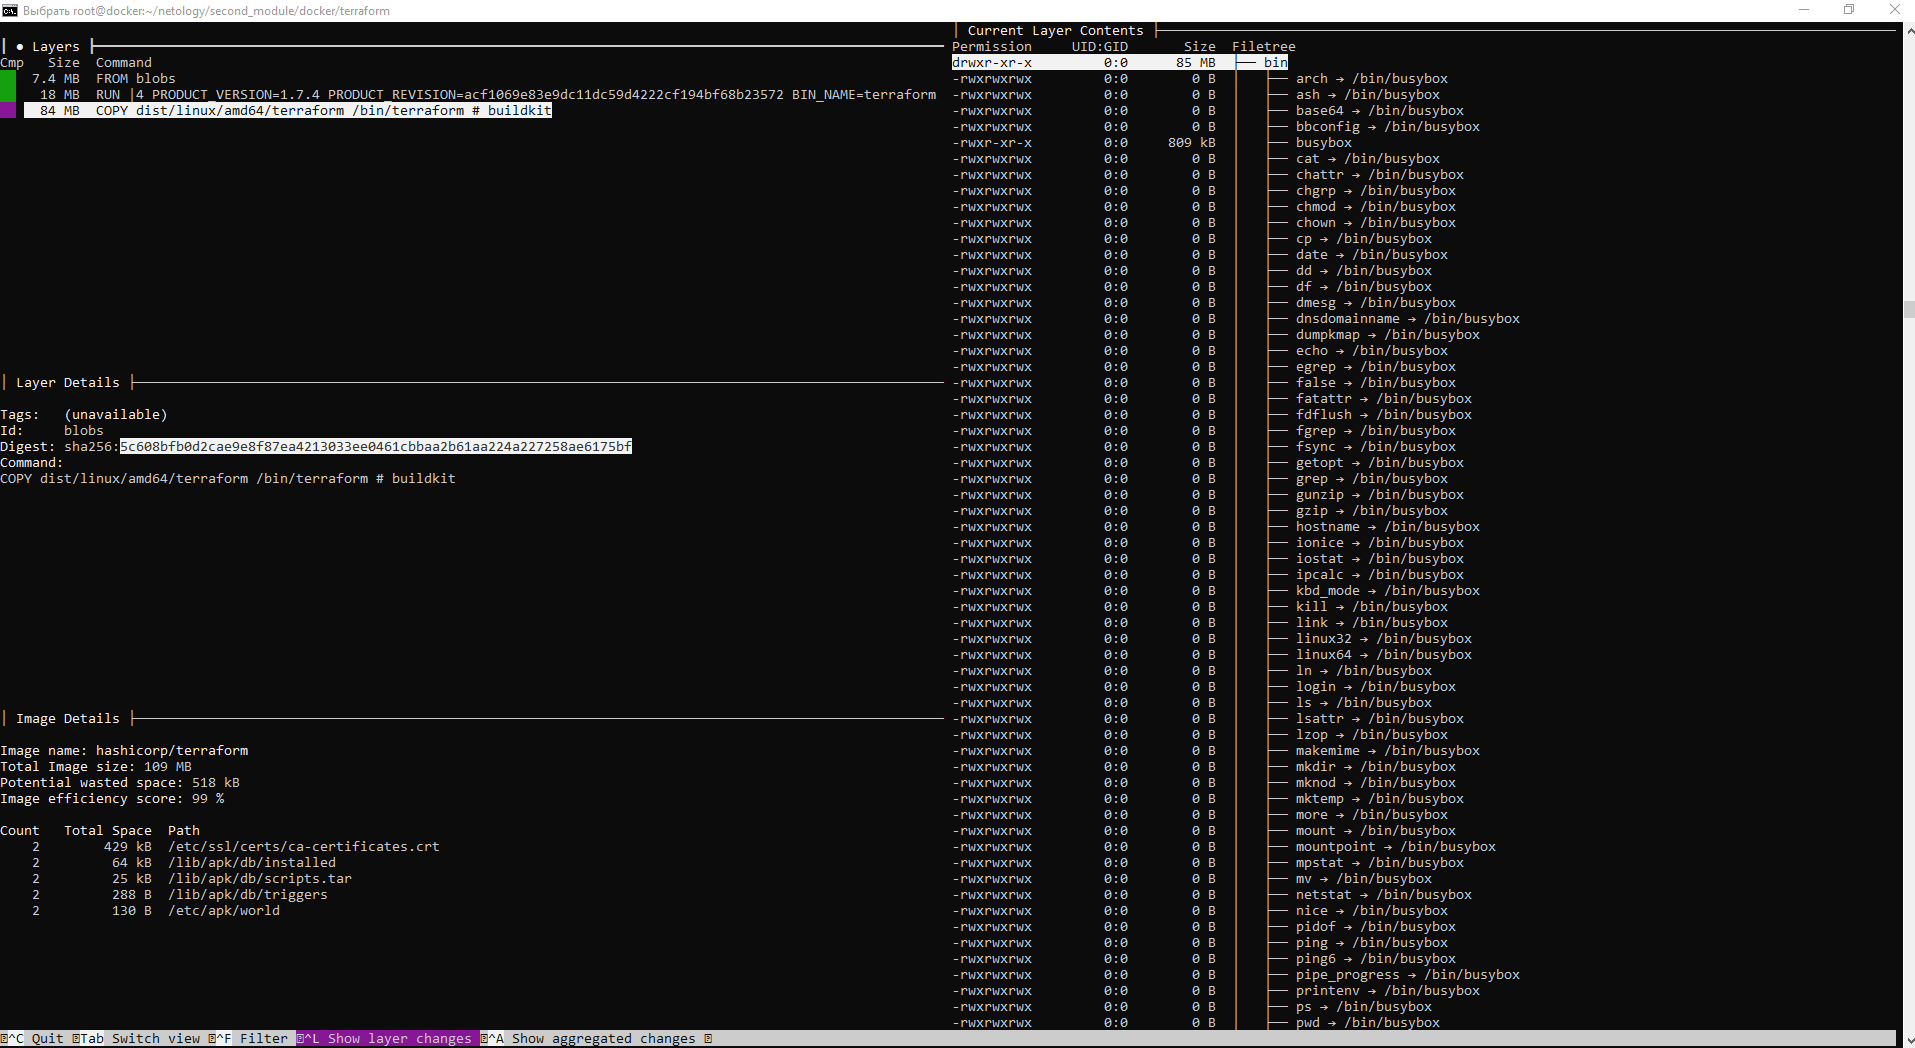 Выбрать root@docker:~/netology/second_module/docker/terraform
│ ● Layers ├
Cmp Size Command
7.4 MB FROM blobs
18 MB RUN |4 PRODUCT_VERSION=1.7.4 PRODUCT_REVISION=acf1069e83e9dc11dc59d4222cf194bf68b23572 BIN_NAME=terraform
84 MB COPY dist/linux/amd64/terraform /bin/terraform # buildkit
│ Layer Details ├
Tags: (unavailable)
Id: blobs
Digest: sha256:5c608bfb0d2cae9e8f87ea4213033ee0461cbbaa2b61aa224a227258ae6175bf
Command:
COPY dist/linux/amd64/terraform /bin/terraform # buildkit
│ Image Details ├
Image name: hashicorp/terraform
Total Image size: 109 MB
Potential wasted space: 518 kB
Image efficiency score: 99 %
Count Total Space Path
2 429 kB /etc/ssl/certs/ca-certificates.crt
2 64 kB /lib/apk/db/installed
2 25 kB /lib/apk/db/scripts.tar
2 288 B /lib/apk/db/triggers
2 130 B /etc/apk/world
│ Current Layer Contents ├
Permission UID:GID Size Filetree
drwxr-xr-x 0:0 85 MB ├── bin
-rwxrwxrwx 0:0 0 B │ ├── arch → /bin/busybox
-rwxrwxrwx 0:0 0 B │ ├── ash → /bin/busybox
-rwxrwxrwx 0:0 0 B │ ├── base64 → /bin/busybox
-rwxrwxrwx 0:0 0 B │ ├── bbconfig → /bin/busybox
-rwxr-xr-x 0:0 809 kB │ ├── busybox
-rwxrwxrwx 0:0 0 B │ ├── cat → /bin/busybox
-rwxrwxrwx 0:0 0 B │ ├── chattr → /bin/busybox
-rwxrwxrwx 0:0 0 B │ ├── chgrp → /bin/busybox
-rwxrwxrwx 0:0 0 B │ ├── chmod → /bin/busybox
-rwxrwxrwx 0:0 0 B │ ├── chown → /bin/busybox
-rwxrwxrwx 0:0 0 B │ ├── cp → /bin/busybox
-rwxrwxrwx 0:0 0 B │ ├── date → /bin/busybox
-rwxrwxrwx 0:0 0 B │ ├── dd → /bin/busybox
-rwxrwxrwx 0:0 0 B │ ├── df → /bin/busybox
-rwxrwxrwx 0:0 0 B │ ├── dmesg → /bin/busybox
-rwxrwxrwx 0:0 0 B │ ├── dnsdomainname → /bin/busybox
-rwxrwxrwx 0:0 0 B │ ├── dumpkmap → /bin/busybox
-rwxrwxrwx 0:0 0 B │ ├── echo → /bin/busybox
-rwxrwxrwx 0:0 0 B │ ├── egrep → /bin/busybox
-rwxrwxrwx 0:0 0 B │ ├── false → /bin/busybox
-rwxrwxrwx 0:0 0 B │ ├── fatattr → /bin/busybox
-rwxrwxrwx 0:0 0 B │ ├── fdflush → /bin/busybox
-rwxrwxrwx 0:0 0 B │ ├── fgrep → /bin/busybox
-rwxrwxrwx 0:0 0 B │ ├── fsync → /bin/busybox
-rwxrwxrwx 0:0 0 B │ ├── getopt → /bin/busybox
-rwxrwxrwx 0:0 0 B │ ├── grep → /bin/busybox
-rwxrwxrwx 0:0 0 B │ ├── gunzip → /bin/busybox
-rwxrwxrwx 0:0 0 B │ ├── gzip → /bin/busybox
-rwxrwxrwx 0:0 0 B │ ├── hostname → /bin/busybox
-rwxrwxrwx 0:0 0 B │ ├── ionice → /bin/busybox
-rwxrwxrwx 0:0 0 B │ ├── iostat → /bin/busybox
-rwxrwxrwx 0:0 0 B │ ├── ipcalc → /bin/busybox
-rwxrwxrwx 0:0 0 B │ ├── kbd_mode → /bin/busybox
-rwxrwxrwx 0:0 0 B │ ├── kill → /bin/busybox
-rwxrwxrwx 0:0 0 B │ ├── link → /bin/busybox
-rwxrwxrwx 0:0 0 B │ ├── linux32 → /bin/busybox
-rwxrwxrwx 0:0 0 B │ ├── linux64 → /bin/busybox
-rwxrwxrwx 0:0 0 B │ ├── ln → /bin/busybox
-rwxrwxrwx 0:0 0 B │ ├── login → /bin/busybox
-rwxrwxrwx 0:0 0 B │ ├── ls → /bin/busybox
-rwxrwxrwx 0:0 0 B │ ├── lsattr → /bin/busybox
-rwxrwxrwx 0:0 0 B │ ├── lzop → /bin/busybox
-rwxrwxrwx 0:0 0 B │ ├── makemime → /bin/busybox
-rwxrwxrwx 0:0 0 B │ ├── mkdir → /bin/busybox
-rwxrwxrwx 0:0 0 B │ ├── mknod → /bin/busybox
-rwxrwxrwx 0:0 0 B │ ├── mktemp → /bin/busybox
-rwxrwxrwx 0:0 0 B │ ├── more → /bin/busybox
-rwxrwxrwx 0:0 0 B │ ├── mount → /bin/busybox
-rwxrwxrwx 0:0 0 B │ ├── mountpoint → /bin/busybox
-rwxrwxrwx 0:0 0 B │ ├── mpstat → /bin/busybox
-rwxrwxrwx 0:0 0 B │ ├── mv → /bin/busybox
-rwxrwxrwx 0:0 0 B │ ├── netstat → /bin/busybox
-rwxrwxrwx 0:0 0 B │ ├── nice → /bin/busybox
-rwxrwxrwx 0:0 0 B │ ├── pidof → /bin/busybox
-rwxrwxrwx 0:0 0 B │ ├── ping → /bin/busybox
-rwxrwxrwx 0:0 0 B │ ├── ping6 → /bin/busybox
-rwxrwxrwx 0:0 0 B │ ├── pipe_progress → /bin/busybox
-rwxrwxrwx 0:0 0 B │ ├── printenv → /bin/busybox
-rwxrwxrwx 0:0 0 B │ ├── ps → /bin/busybox
-rwxrwxrwx 0:0 0 B │ ├── pwd → /bin/busybox
^C Quit Tab Switch view ^F Filter ^L Show layer changes ^A Show aggregated changes